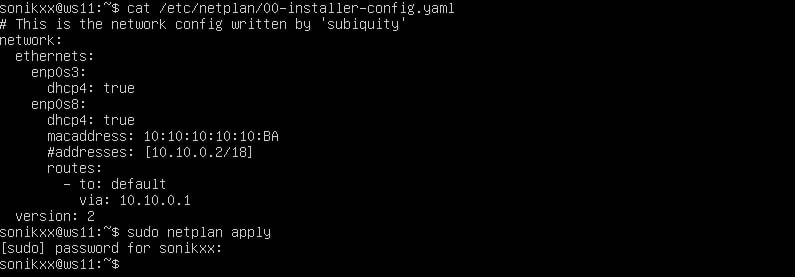 sonikxx@ws11:~$ cat /etc/netplan/00-installer-config.yaml
# This is the network config written by 'subiquity'
network:
  ethernets:
    enp0s3:
      dhcp4: true
    enp0s8:
      dhcp4: true
      macaddress: 10:10:10:10:10:BA
      #addresses: [10.10.0.2/18]
      routes:
        - to: default
          via: 10.10.0.1
  version: 2
sonikxx@ws11:~$ sudo netplan apply
[sudo] password for sonikxx:
sonikxx@ws11:~$